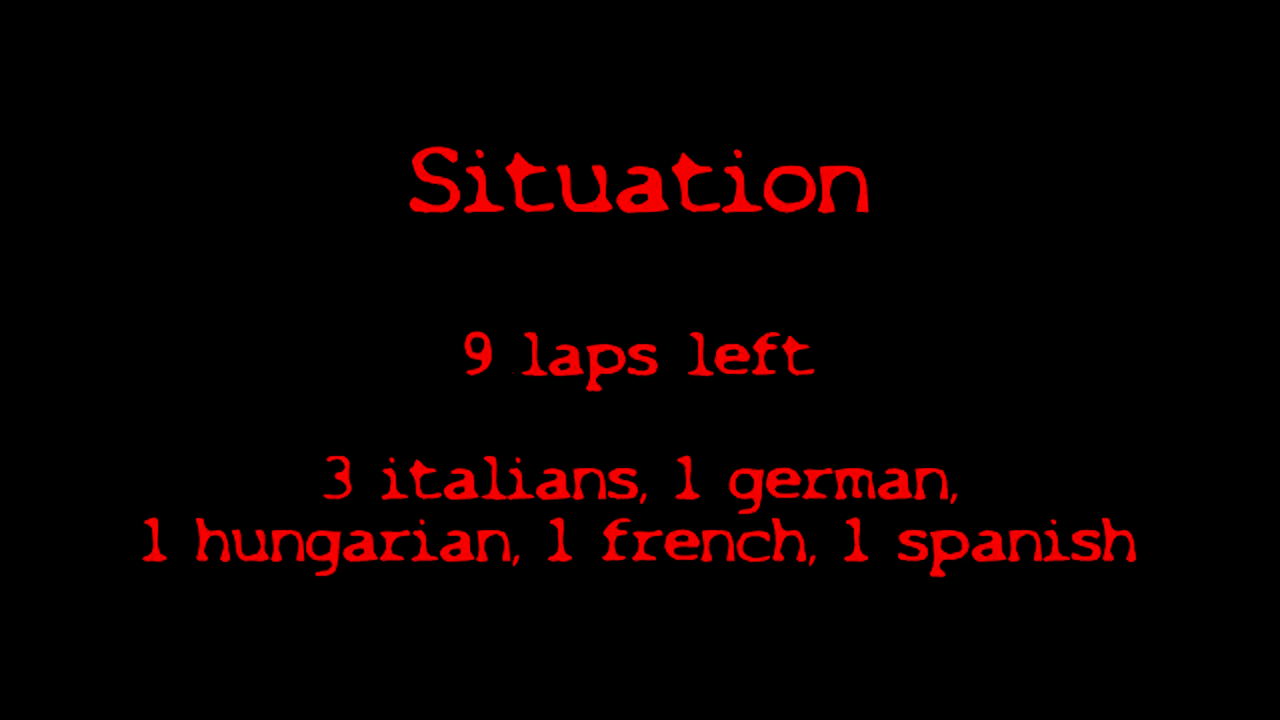 Situation
9 laps left
3 italians, 1 german,
1 hungarian, 1 french, 1 spanish